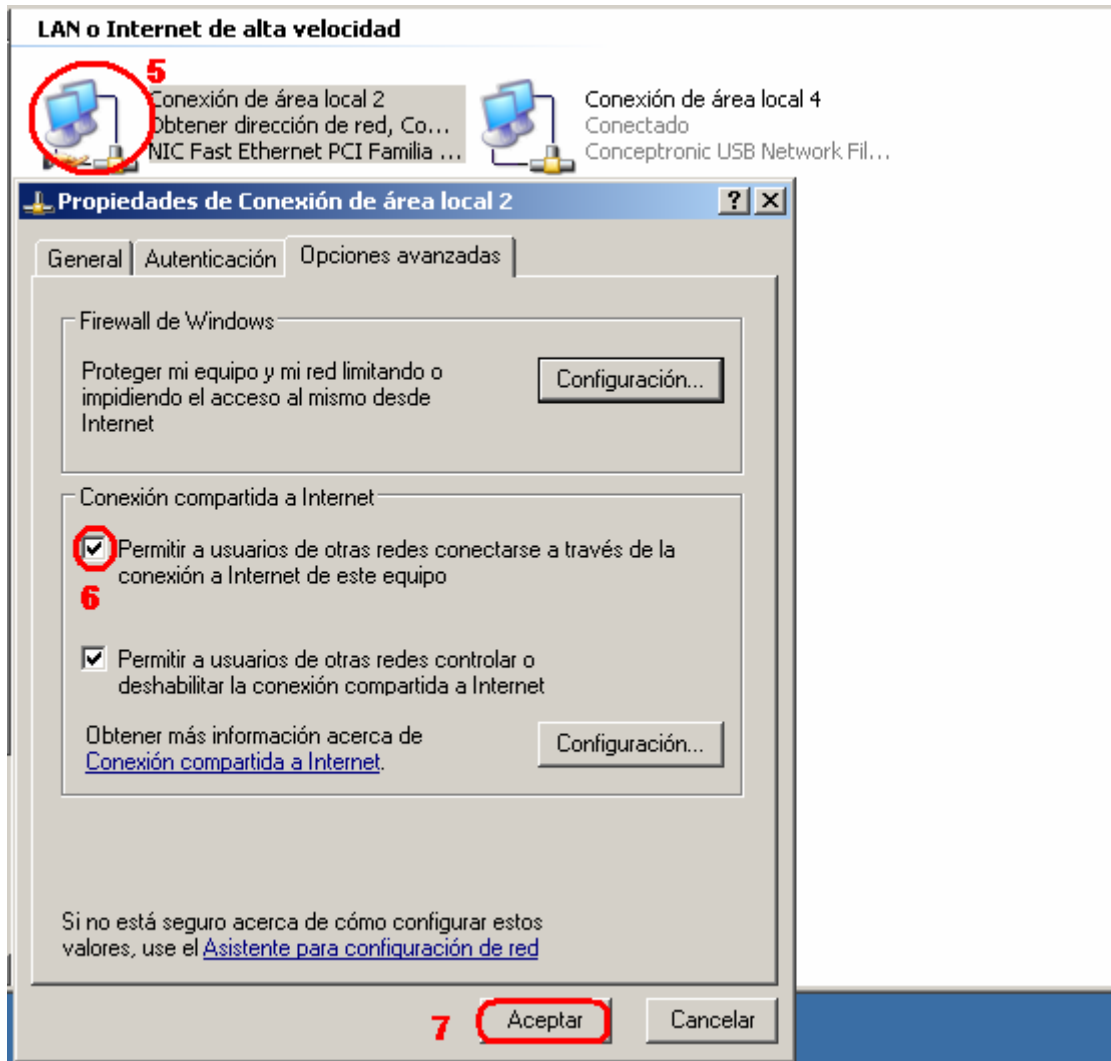 LAN o Internet de alta velocidad
5
Conexión de área local 2
Obtener dirección de red, Co...
NIC Fast Ethernet PCI Familia ...
Conexión de área local 4
Conectado
Conceptronic USB Network Fil...
Propiedades de Conexión de área local 2
General
Autenticación
Opciones avanzadas
Firewall de Windows
Proteger mi equipo y mi red limitando o
impidiendo el acceso al mismo desde
Internet
Configuración...
Conexión compartida a Internet
Permitir a usuarios de otras redes conectarse a través de la
conexión a Internet de este equipo
6
Permitir a usuarios de otras redes controlar o
deshabilitar la conexión compartida a Internet
Obtener más información acerca de
Conexión compartida a Internet.
Configuración...
Si no está seguro acerca de cómo configurar estos
valores, use el Asistente para configuración de red
7
Aceptar
Cancelar